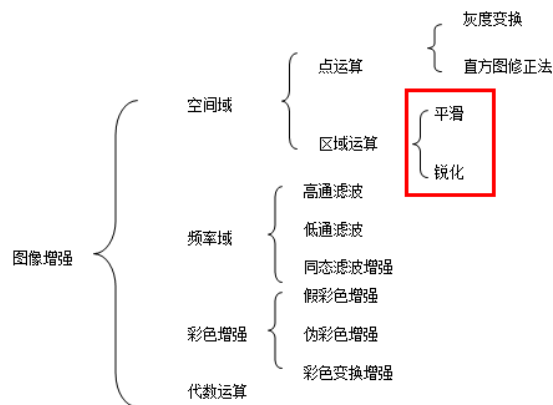 灰度变换
点运算
直方图修正法
空间域
平滑
区域运算
锐化
高通滤波
频率域
低通滤波
图像增强
同态滤波增强
假彩色增强
彩色增强
伪彩色增强
彩色变换增强
代数运算